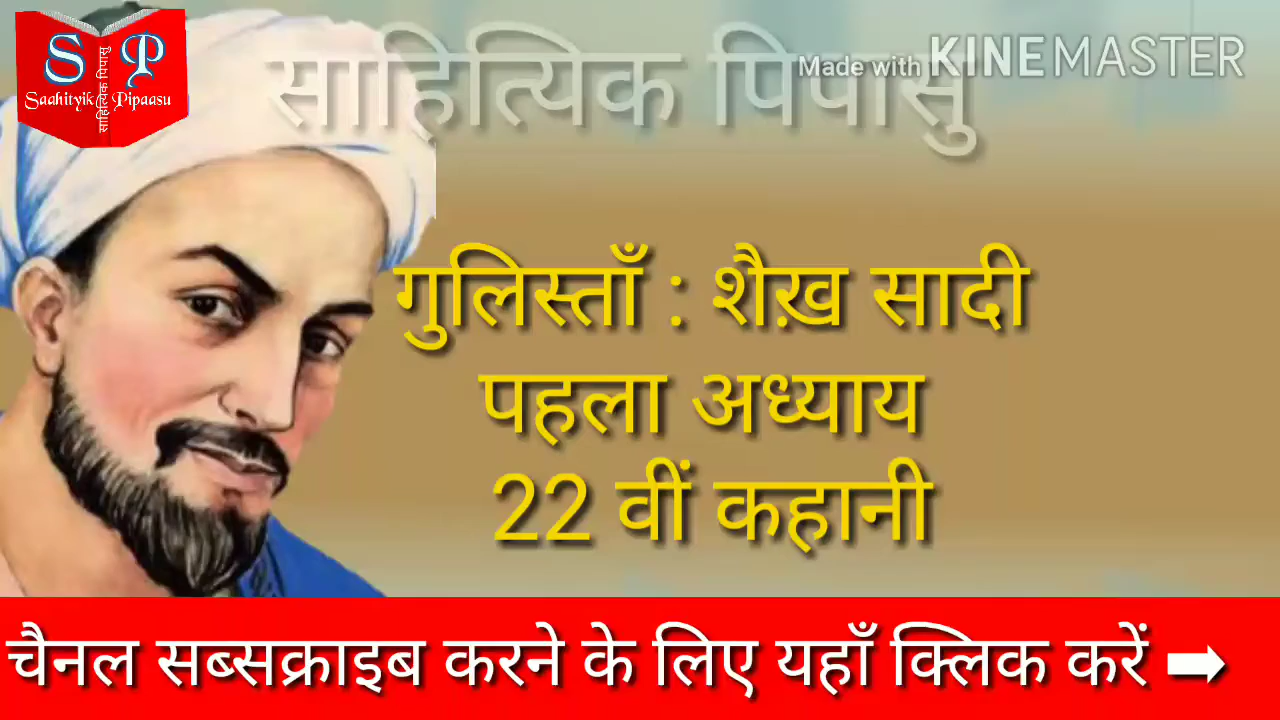 S P
Saahityik Pipaasu
साहित्यिक पिपासु
साहित्यिक पिपासु
Made with KINEMASTER
गुलिस्ताँ : शैख़ सादी
पहला अध्याय
22 वीं कहानी
चैनल सब्सक्राइब करने के लिए यहाँ क्लिक करें ➡